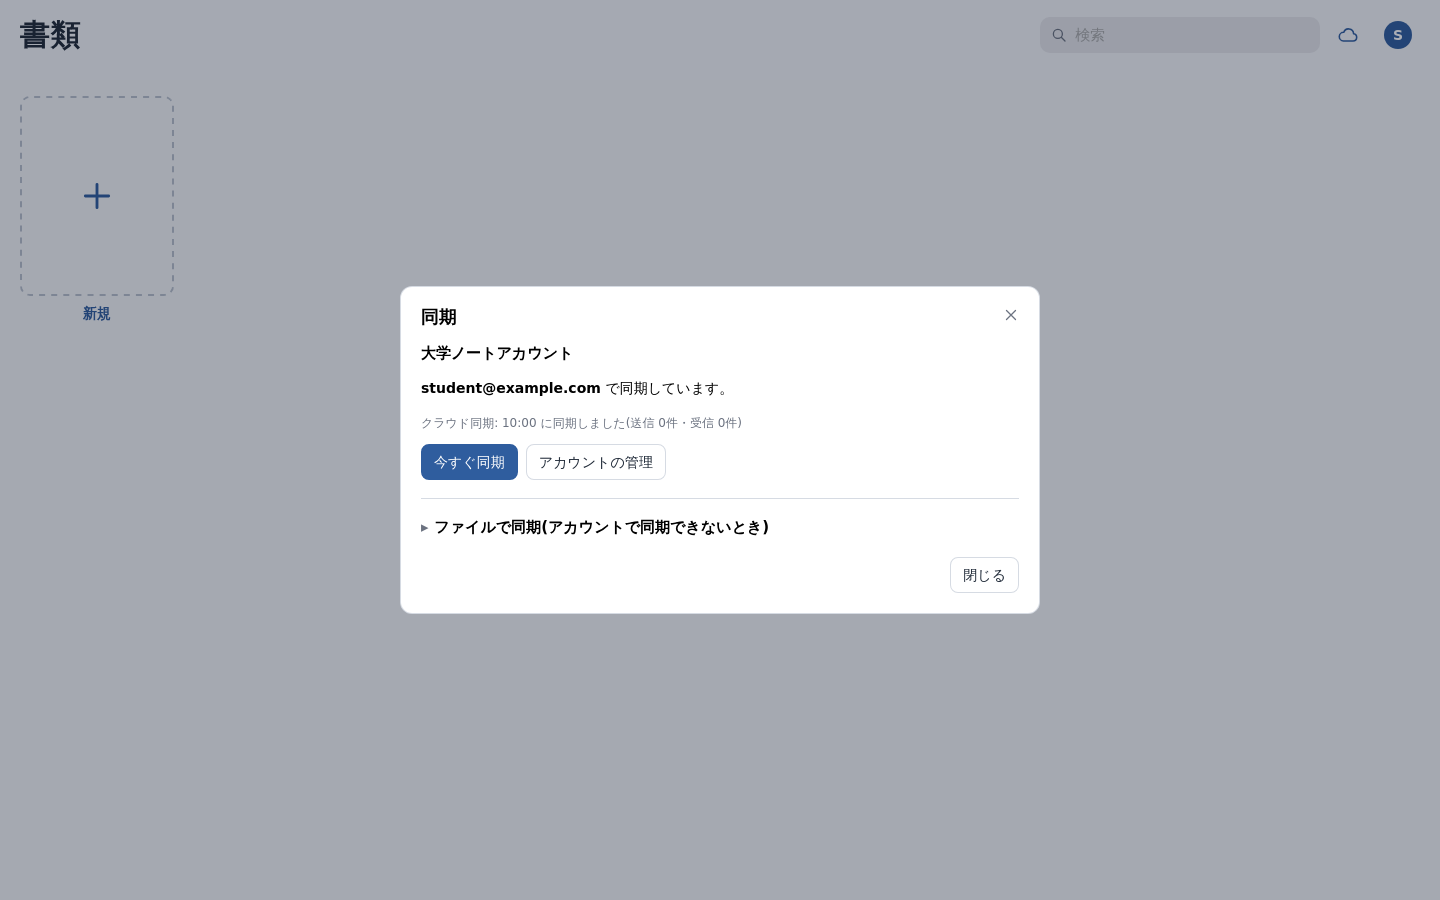 書類
検索
S
新規
同期
大学ノートアカウント
student@example.com で同期しています。
クラウド同期: 10:00 に同期しました(送信 0件・受信 0件)
今すぐ同期
アカウントの管理
▸ ファイルで同期(アカウントで同期できないとき)
閉じる